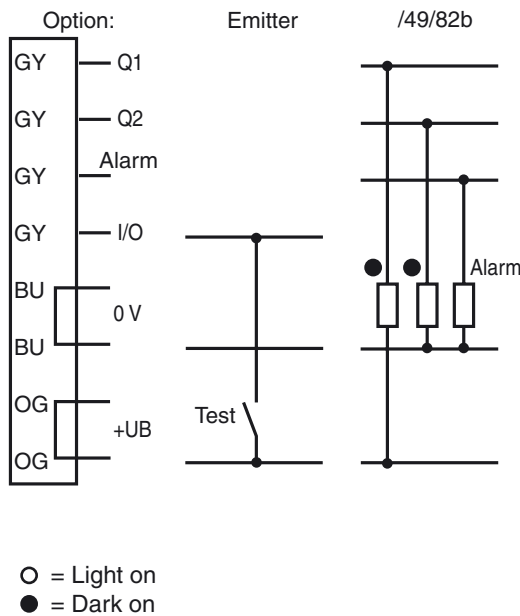 Option: Emitter /49/82b
GY Q1
GY Q2
GY Alarm
GY I/O
BU
0 V
BU
OG
+UB
OG
Test
Alarm
= Light on
= Dark on